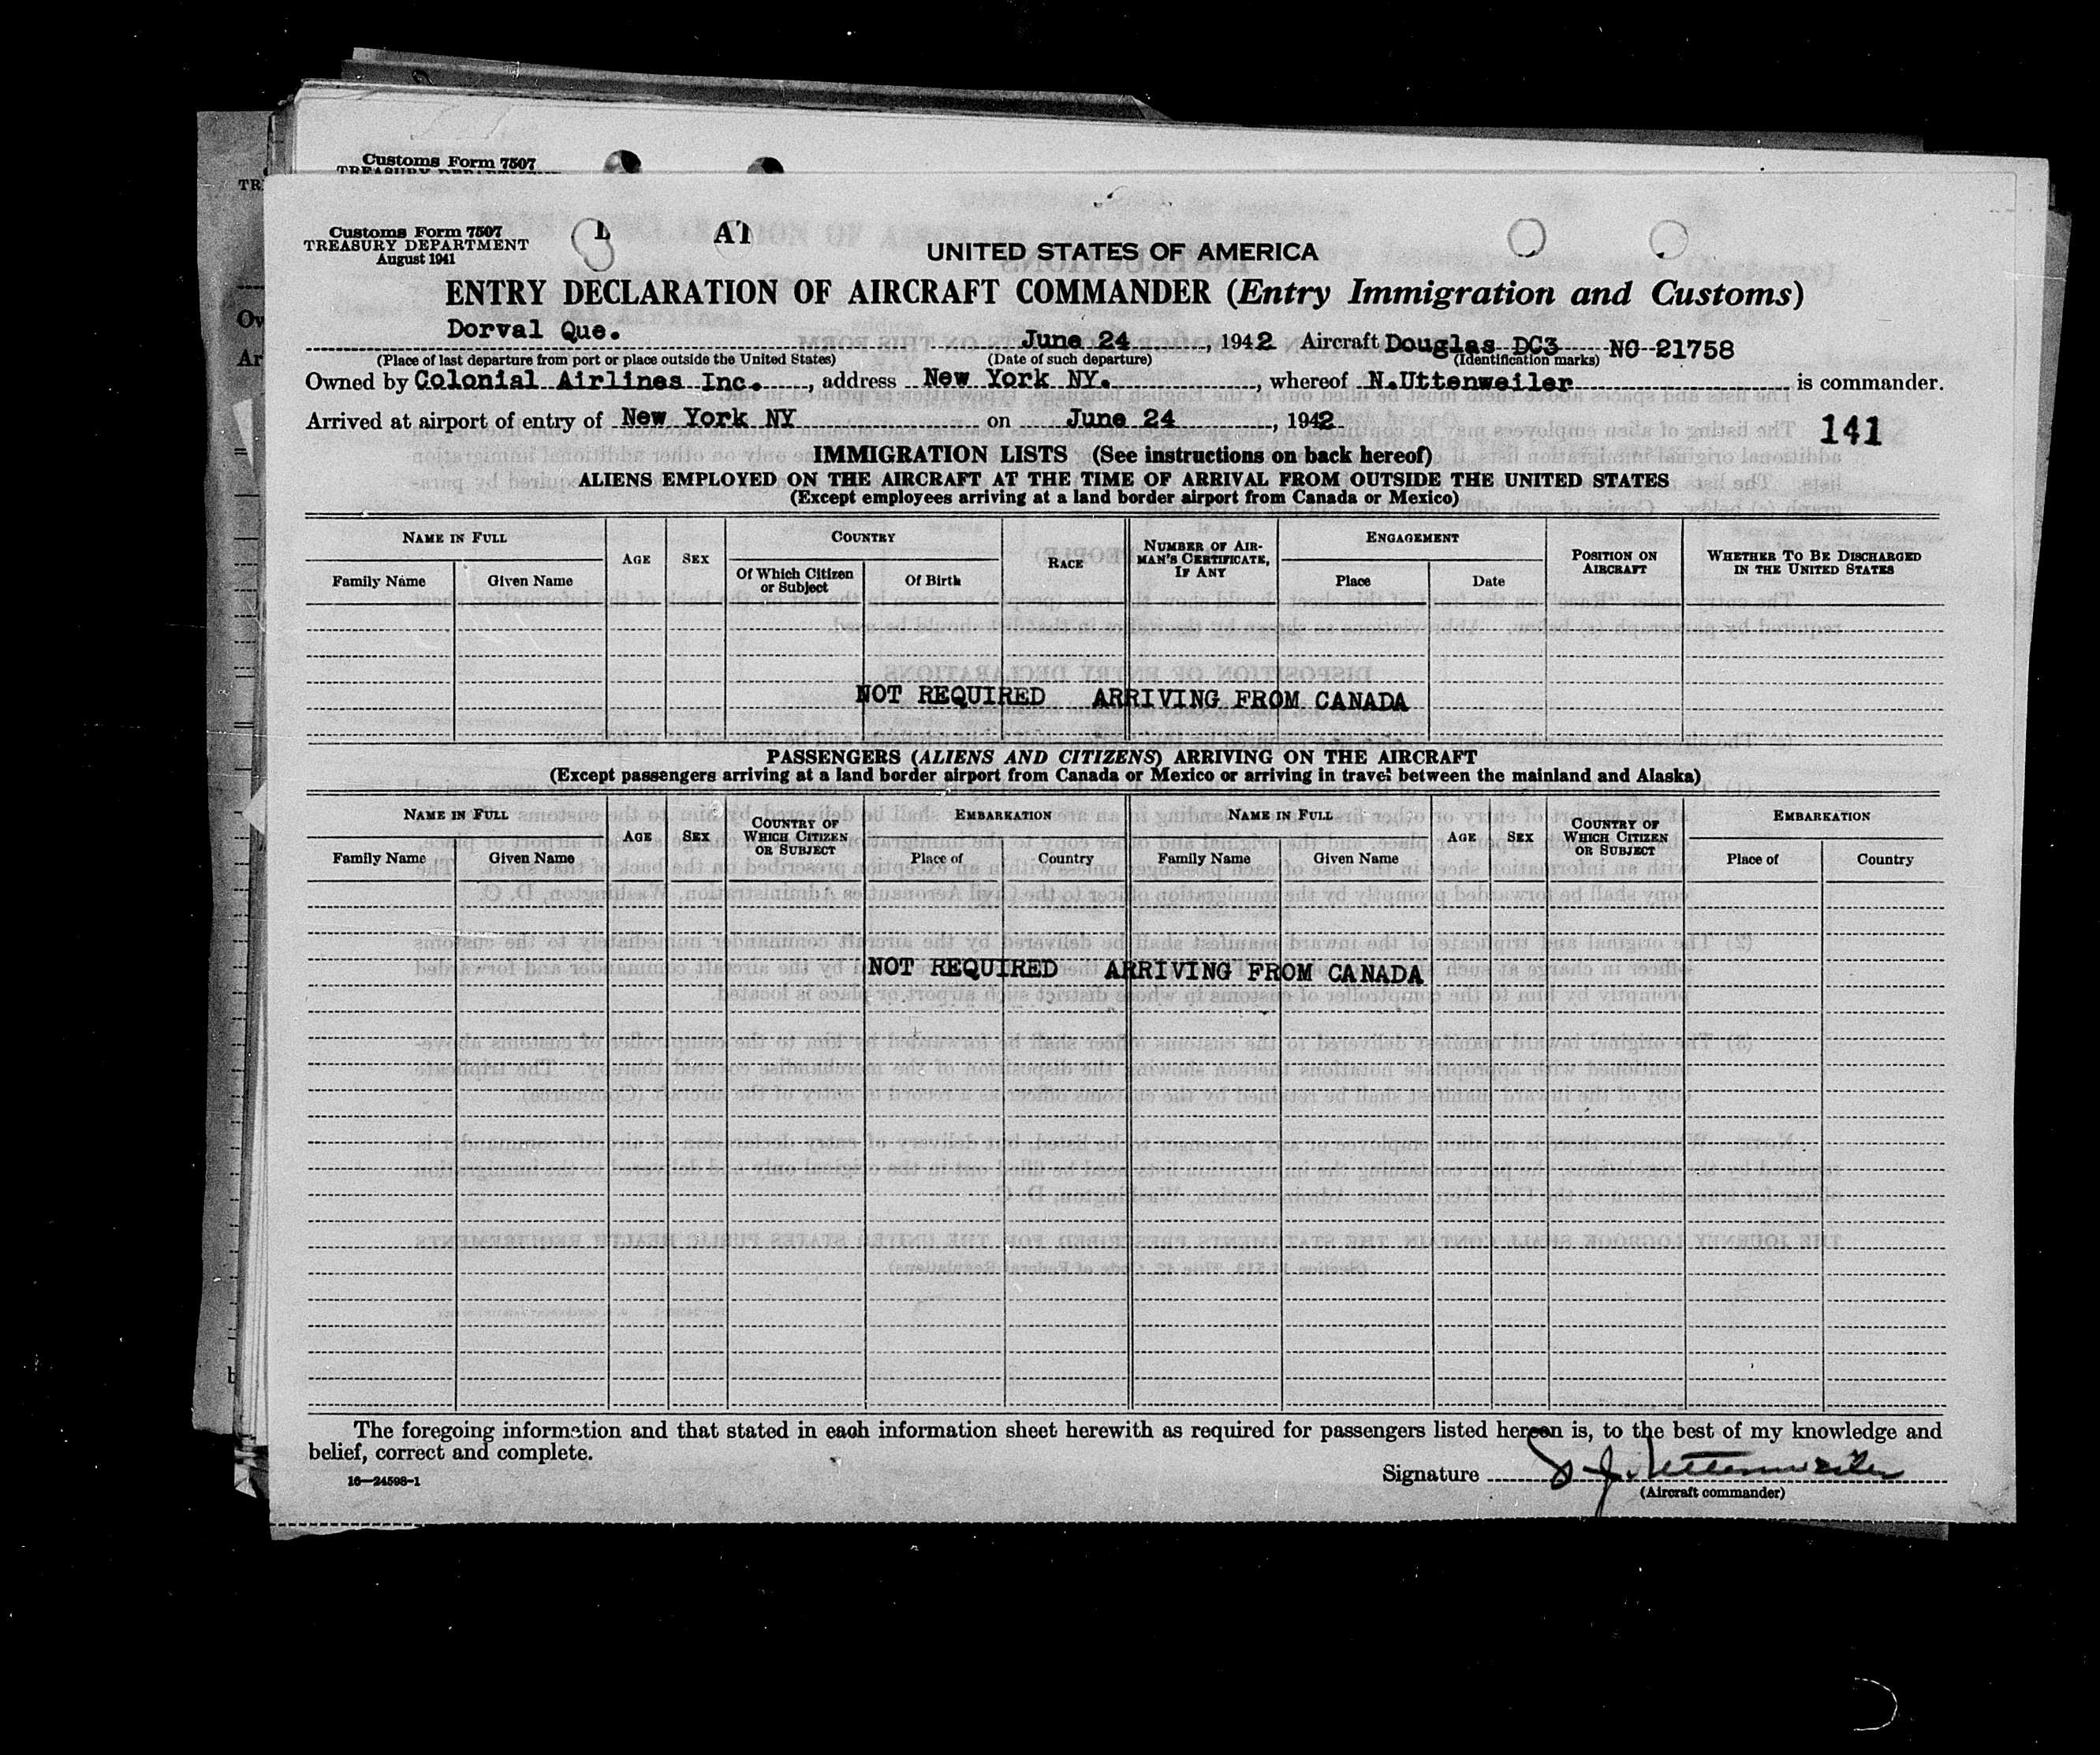 Customs Form 7507
TR
Ov
Ar
Customs Form 7507
TREASURY DEPARTMENT
August 1941
UNITED STATES OF AMERICA
ENTRY DECLARATION OF AIRCRAFT COMMANDER (Entry Immigration and Customs)
Dorval Que. June 24, 1942 Aircraft Douglas DC3 NC 21758
(Place of last departure from port or place outside the United States) (Date of such departure) (Identification marks)
Owned by Colonial Airlines Inc., address New York NY., whereof N.Uttenweiler is commander.
Arrived at airport of entry of New York NY on June 24, 1942
141
IMMIGRATION LISTS (See instructions on back hereof)
ALIENS EMPLOYED ON THE AIRCRAFT AT THE TIME OF ARRIVAL FROM OUTSIDE THE UNITED STATES
(Except employees arriving at a land border airport from Canada or Mexico)
NAME IN FULL AGE SEX COUNTRY RACE NUMBER OF AIRMAN'S CERTIFICATE, IF ANY ENGAGEMENT POSITION ON AIRCRAFT WHETHER TO BE DISCHARGED IN THE UNITED STATES
Family Name Given Name Of Which Citizen or Subject Of Birth Place Date
NOT REQUIRED ARRIVING FROM CANADA
PASSENGERS (ALIENS AND CITIZENS) ARRIVING ON THE AIRCRAFT
(Except passengers arriving at a land border airport from Canada or Mexico or arriving in travel between the mainland and Alaska)
NAME IN FULL AGE SEX COUNTRY OF WHICH CITIZEN OR SUBJECT EMBARKATION NAME IN FULL AGE SEX COUNTRY OF WHICH CITIZEN OR SUBJECT EMBARKATION
Family Name Given Name Place of Country Family Name Given Name Place of Country
NOT REQUIRED ARRIVING FROM CANADA
The foregoing information and that stated in each information sheet herewith as required for passengers listed hereon is, to the best of my knowledge and
belief, correct and complete.
16—24598-1
Signature
(Aircraft commander)